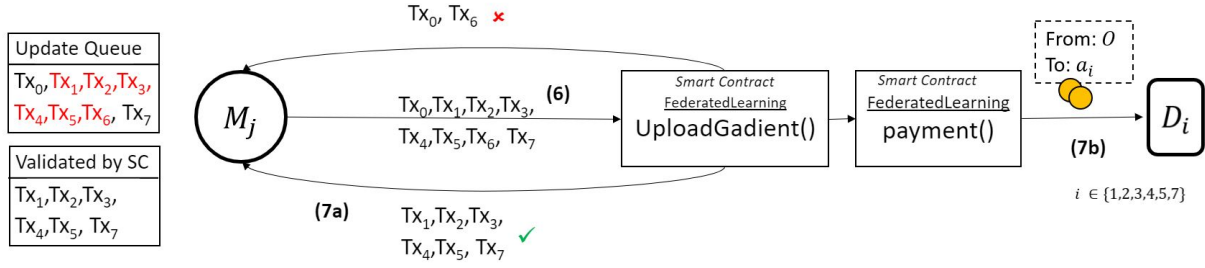 Tx0, Tx6 ✘
Update Queue
Tx0,Tx1,Tx2,Tx3,
Tx4,Tx5,Tx6, Tx7
Validated by SC
Tx1,Tx2,Tx3,
Tx4,Tx5, Tx7
Mj
(6)
Tx0,Tx1,Tx2,Tx3,
Tx4,Tx5,Tx6, Tx7
(7a)
Tx1,Tx2,Tx3,
Tx4,Tx5, Tx7 ✓
Smart Contract
FederatedLearning
UploadGadient()
Smart Contract
FederatedLearning
payment()
From: O
To: ai
(7b)
Di
i ∈ {1,2,3,4,5,7}